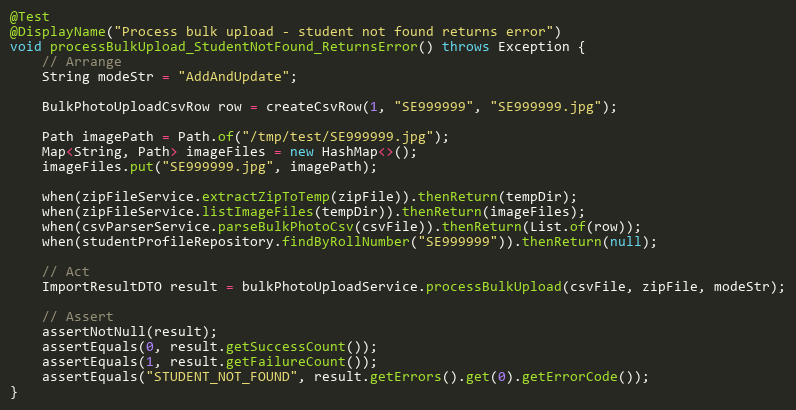 @Test
@DisplayName("Process bulk upload - student not found returns error")
void processBulkUpload_StudentNotFound_ReturnsError() throws Exception {
    // Arrange
    String modeStr = "AddAndUpdate";

    BulkPhotoUploadCsvRow row = createCsvRow(1, "SE999999", "SE999999.jpg");

    Path imagePath = Path.of("/tmp/test/SE999999.jpg");
    Map<String, Path> imageFiles = new HashMap<>();
    imageFiles.put("SE999999.jpg", imagePath);

    when(zipFileService.extractZipToTemp(zipFile)).thenReturn(tempDir);
    when(zipFileService.listImageFiles(tempDir)).thenReturn(imageFiles);
    when(csvParserService.parseBulkPhotoCsv(csvFile)).thenReturn(List.of(row));
    when(studentProfileRepository.findByRollNumber("SE999999")).thenReturn(null);

    // Act
    ImportResultDTO result = bulkPhotoUploadService.processBulkUpload(csvFile, zipFile, modeStr);

    // Assert
    assertNotNull(result);
    assertEquals(0, result.getSuccessCount());
    assertEquals(1, result.getFailureCount());
    assertEquals("STUDENT_NOT_FOUND", result.getErrors().get(0).getErrorCode());
}